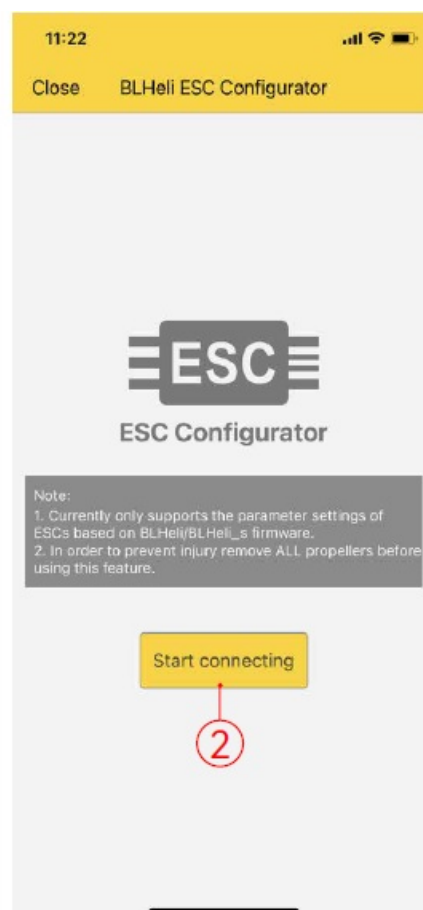 11:22
Close BLHeli ESC Configurator
ESC
ESC Configurator
Note:
1. Currently only supports the parameter settings of
ESCs based on BLHeli/BLHeli_s firmware.
2. In order to prevent injury remove ALL propellers before
using this feature.
Start connecting
2